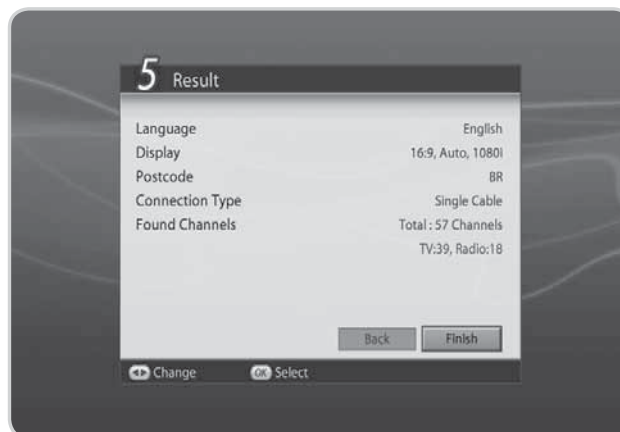 5 Result
Language English
Display 16:9, Auto, 1080i
Postcode BR
Connection Type Single Cable
Found Channels Total : 57 Channels
TV:39, Radio:18
Back Finish
Change OK Select